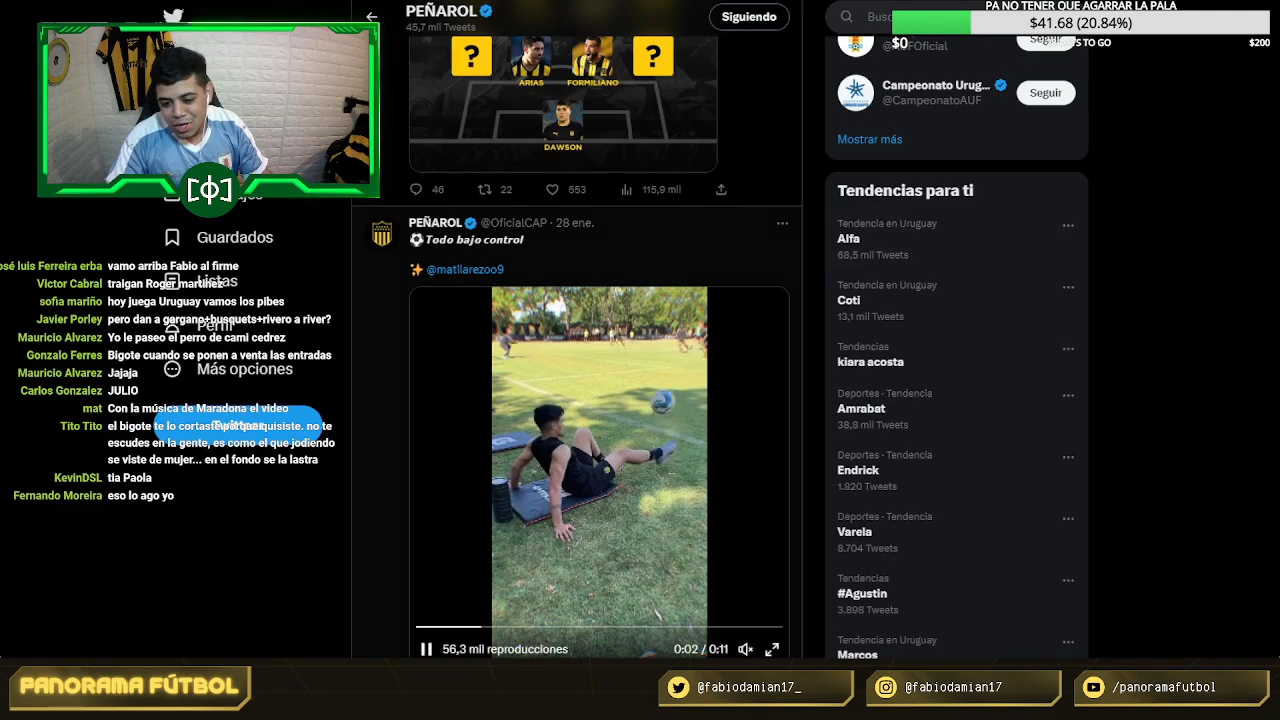 PEÑAROL
45,7 mil Tweets
Siguiendo
Busc
PA NO TENER QUE AGARRAR LA PALA
$41.68 (20.84%)
$0
$200
Seguir
Campeonato Urug...
@CampeonatoAUF
Seguir
Mostrar más
?
?
ARIAS
FORMILIANO
DAWSON
46
22
553
115,9 mil
PEÑAROL @OficialCAP · 28 ene.
Todo bajo control
@matllarezoo9
56,3 mil reproducciones
0:02 / 0:11
Guardados
Listas
Perfil
Más opciones
osé luis Ferreira erba vamo arriba Fabio al firme
Victor Cabral traigan Roger martinez
sofia mariño hoy juega Uruguay vamos los pibes
Javier Porley pero dan a gargano+busquets+rivero a river?
Mauricio Alvarez Yo le paseo el perro de cami cedrez
Gonzalo Ferres Bigote cuando se ponen a venta las entradas
Mauricio Alvarez Jajaja
Carlos Gonzalez JULIO
mat Con la música de Maradona el video
Tito Tito el bigote te lo cortaste porque quisiste. no te
escudes en la gente, es como el que jodiendo
se viste de mujer... en el fondo se la lastra
KevinDSL tia Paola
Fernando Moreira eso lo ago yo
Tendencias para ti
Tendencia en Uruguay
Alfa
68,5 mil Tweets
Tendencia en Uruguay
Coti
13,1 mil Tweets
Tendencias
kiara acosta
Deportes · Tendencia
Amrabat
38,8 mil Tweets
Deportes · Tendencia
Endrick
1.820 Tweets
Deportes · Tendencia
Varela
8.704 Tweets
Tendencias
#Agustin
3.898 Tweets
Tendencia en Uruguay
Marcos
PANORAMA FÚTBOL
@fabiodamian17_
@fabiodamian17
/panoramafutbol